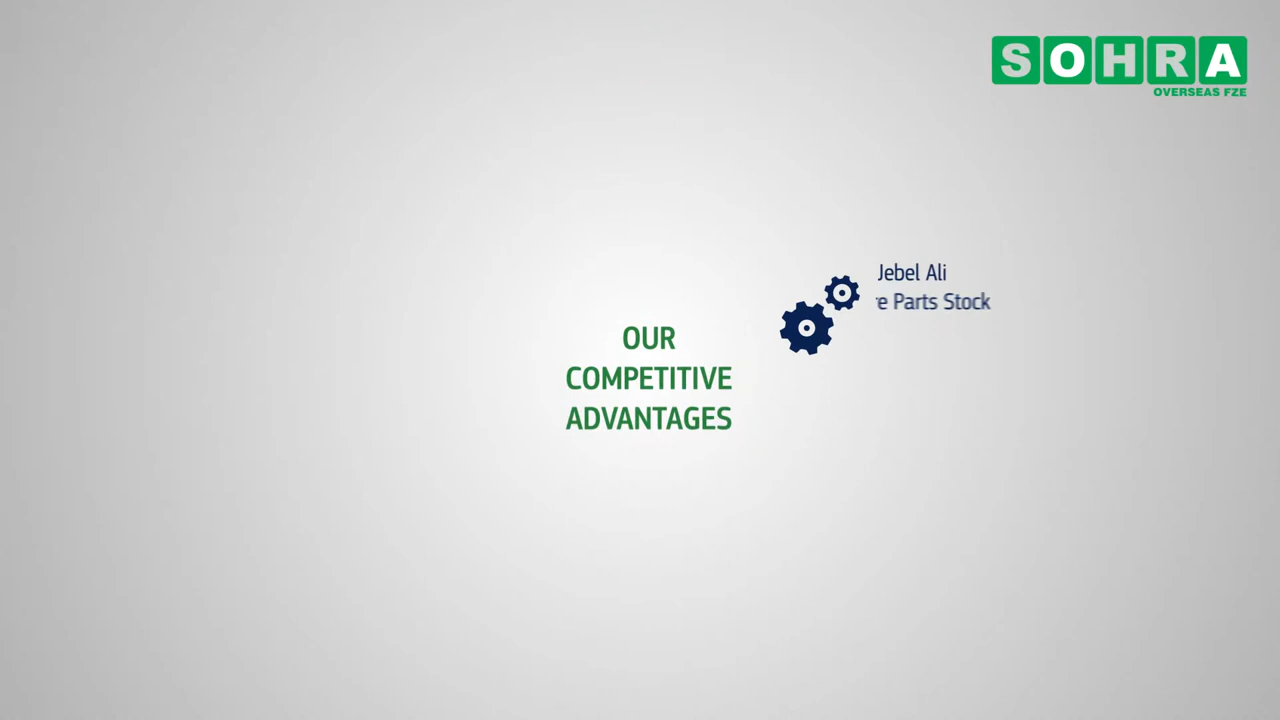 SOHRA
OVERSEAS FZE
Jebel Ali
Parts Stock
OUR
COMPETITIVE
ADVANTAGES